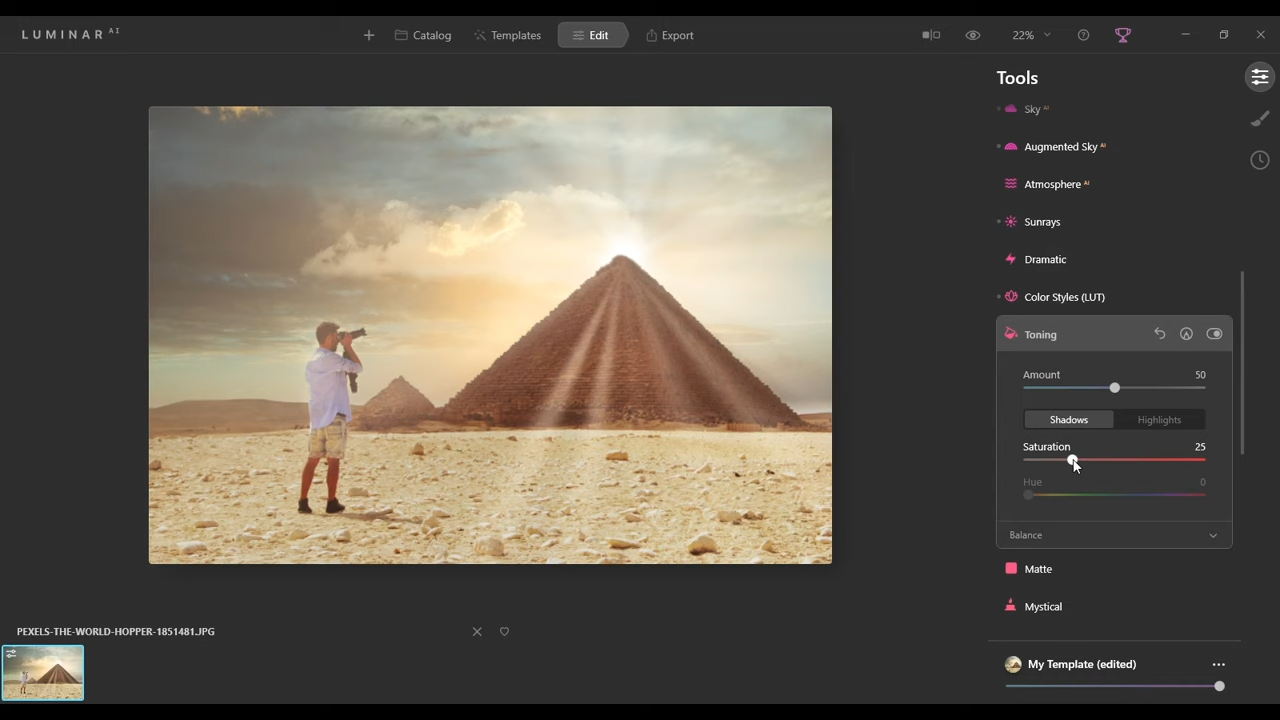 LUMINAR AI
Catalog
Templates
Edit
Export
22%
Tools
Sky AI
Augmented Sky AI
Atmosphere AI
Sunrays
Dramatic
Color Styles (LUT)
Toning
Amount 50
Shadows Highlights
Saturation 25
Hue 0
Balance
Matte
Mystical
PEXELS-THE-WORLD-HOPPER-1851481.JPG
My Template (edited)